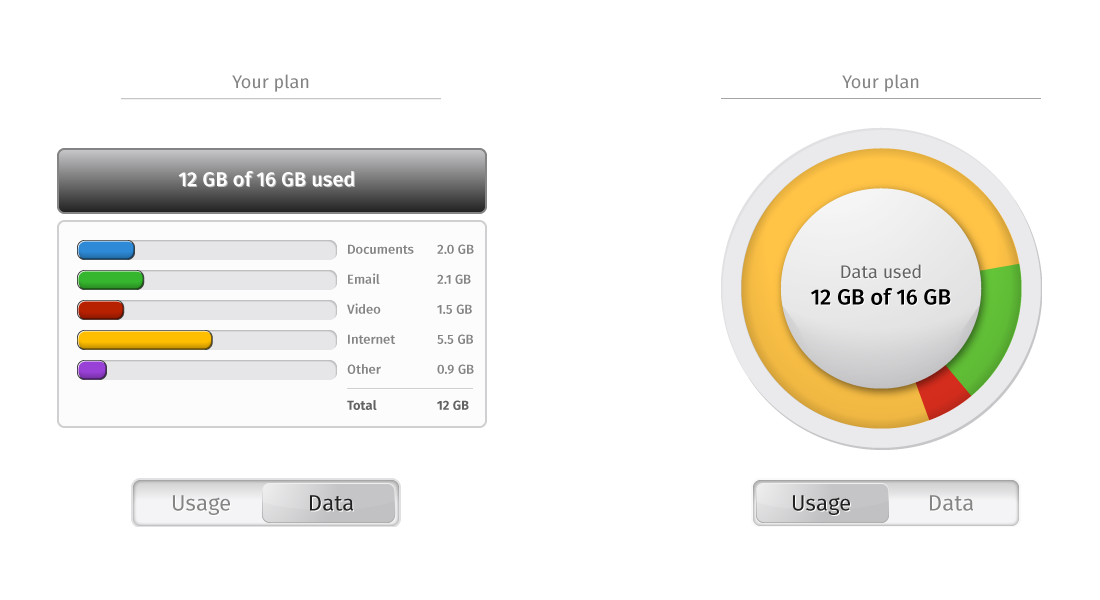 Your plan
12 GB of 16 GB used
Documents 2.0 GB
Email 2.1 GB
Video 1.5 GB
Internet 5.5 GB
Other 0.9 GB
Total 12 GB
Usage Data
Your plan
Data used
12 GB of 16 GB
Usage Data